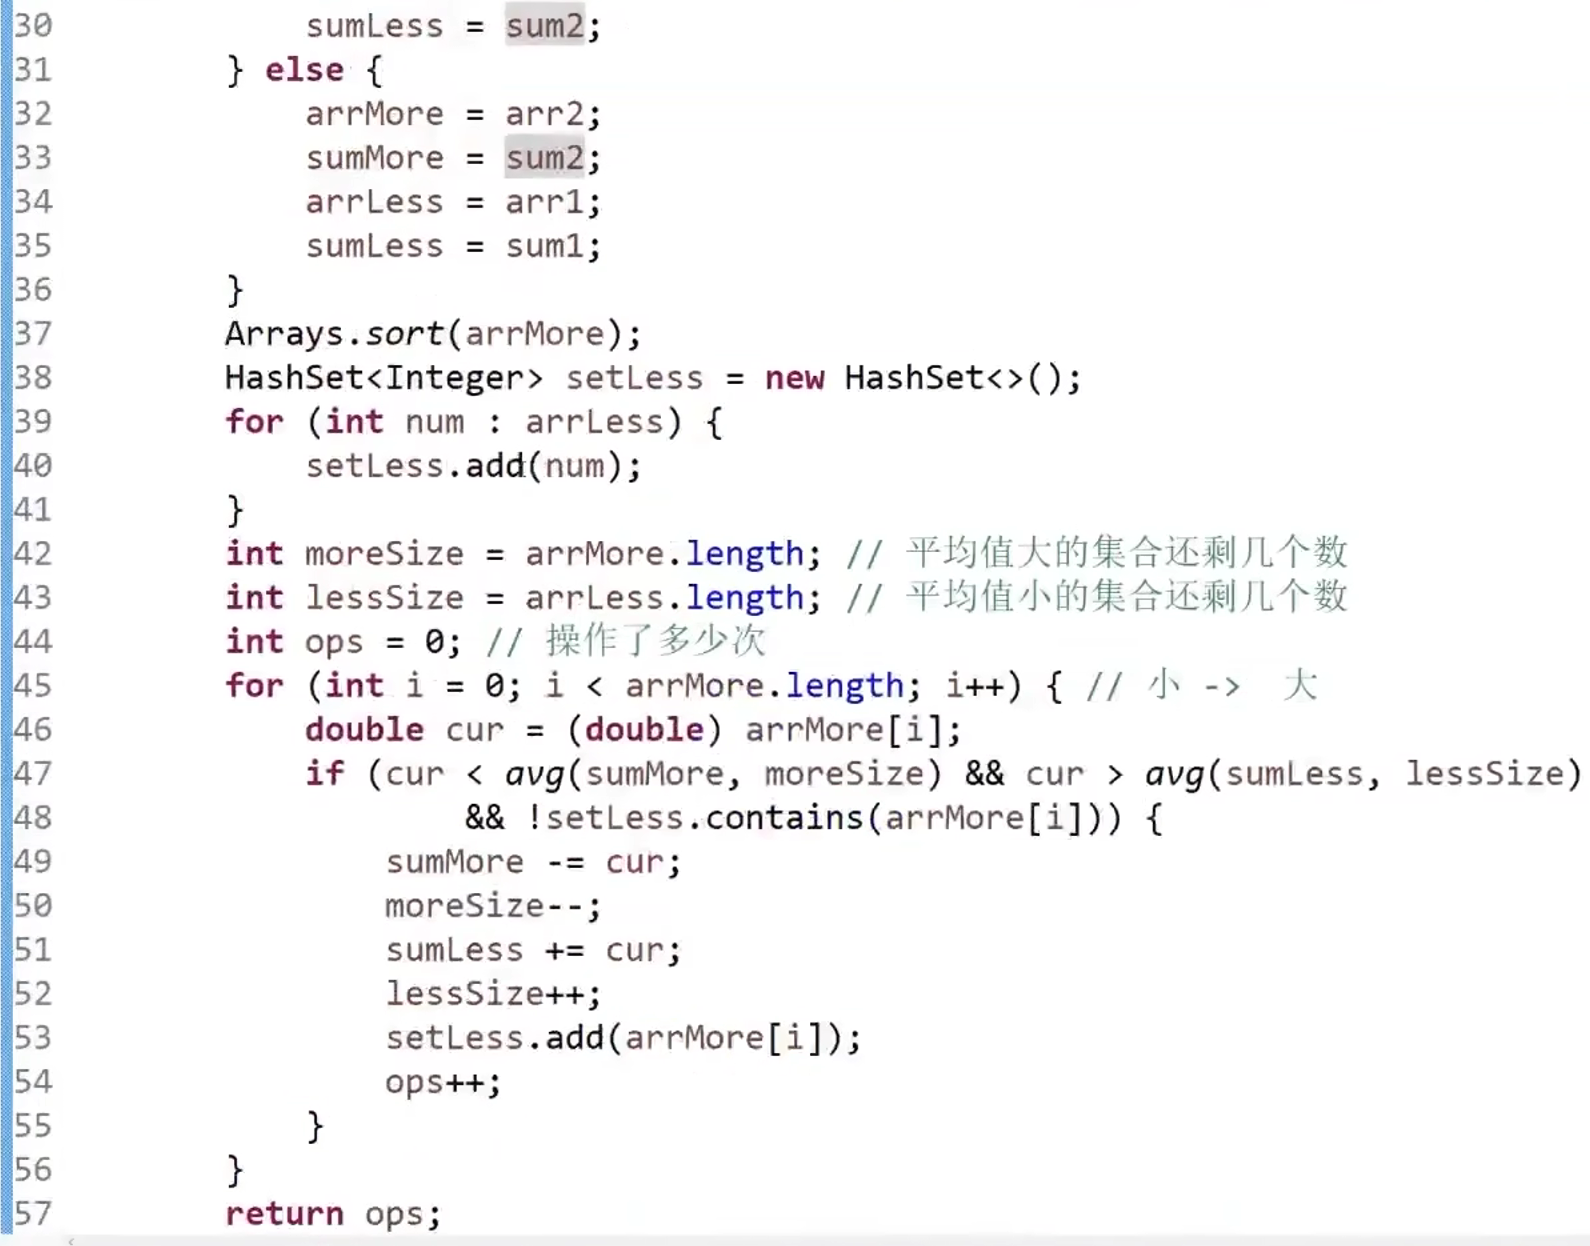 30 sumLess = sum2;
31 } else {
32 arrMore = arr2;
33 sumMore = sum2;
34 arrLess = arr1;
35 sumLess = sum1;
36 }
37 Arrays.sort(arrMore);
38 HashSet<Integer> setLess = new HashSet<>();
39 for (int num : arrLess) {
40 setLess.add(num);
41 }
42 int moreSize = arrMore.length; // 平均值大的集合还剩几个数
43 int lessSize = arrLess.length; // 平均值小的集合还剩几个数
44 int ops = 0; // 操作了多少次
45 for (int i = 0; i < arrMore.length; i++) { // 小 -> 大
46 double cur = (double) arrMore[i];
47 if (cur < avg(sumMore, moreSize) && cur > avg(sumLess, lessSize)
48 && !setLess.contains(arrMore[i])) {
49 sumMore -= cur;
50 moreSize--;
51 sumLess += cur;
52 lessSize++;
53 setLess.add(arrMore[i]);
54 ops++;
55 }
56 }
57 return ops;